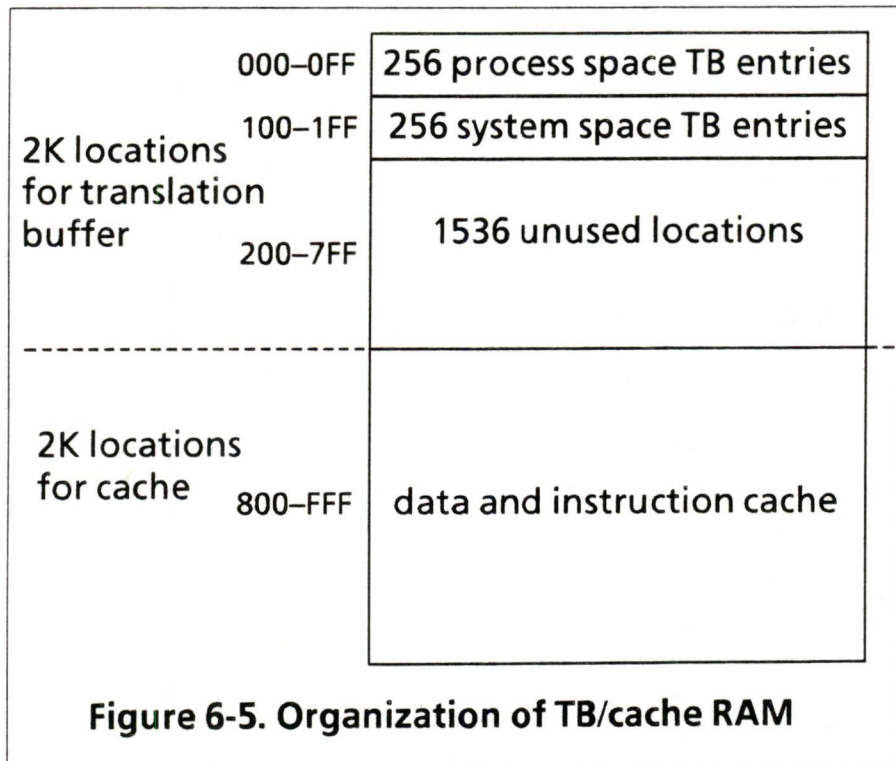 000–0FF 256 process space TB entries
100–1FF 256 system space TB entries
2K locations
for translation
buffer
200–7FF 1536 unused locations
2K locations
for cache
800–FFF data and instruction cache
Figure 6-5. Organization of TB/cache RAM